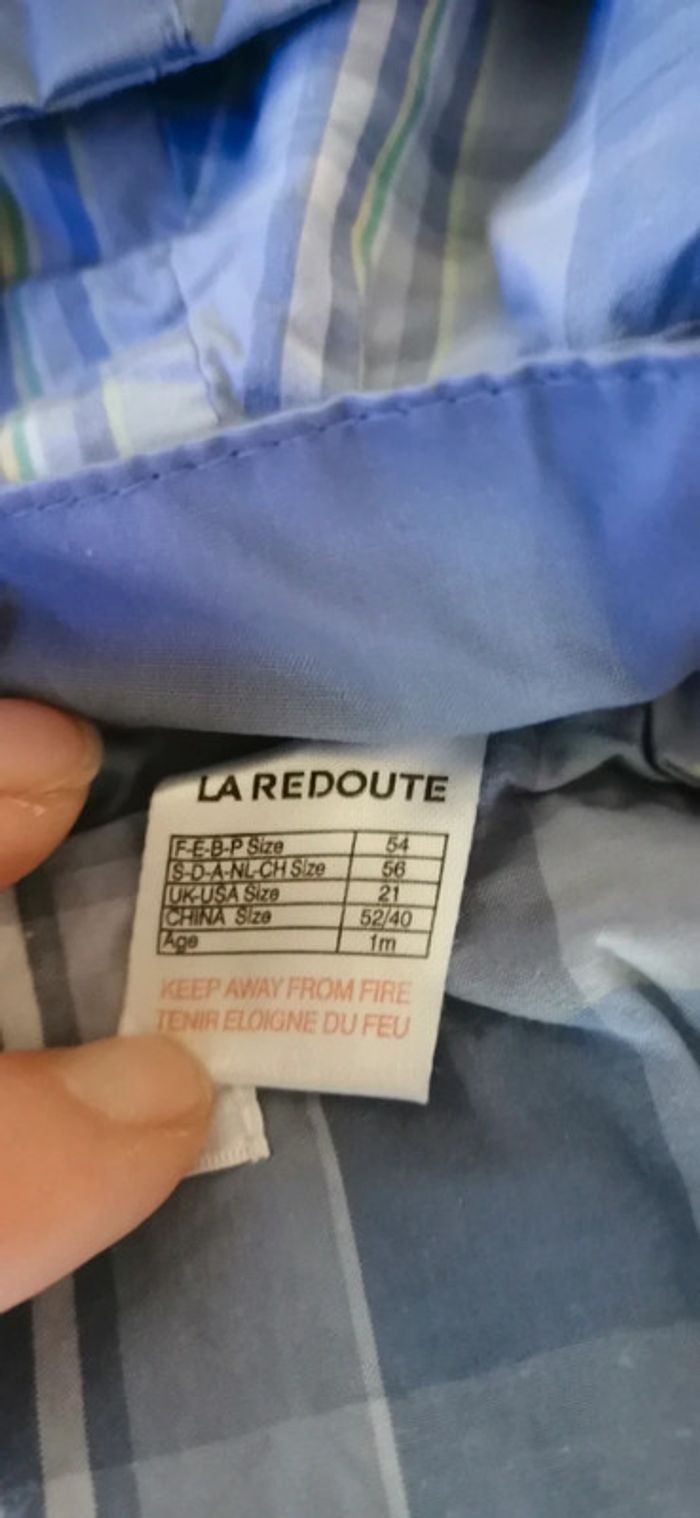 LA REDOUTE
F-E-B-P Size 54
S-D-A-NL-CH Size 56
UK-USA Size 21
CHINA Size 52/40
Age 1m
KEEP AWAY FROM FIRE
TENIR ELOIGNE DU FEU